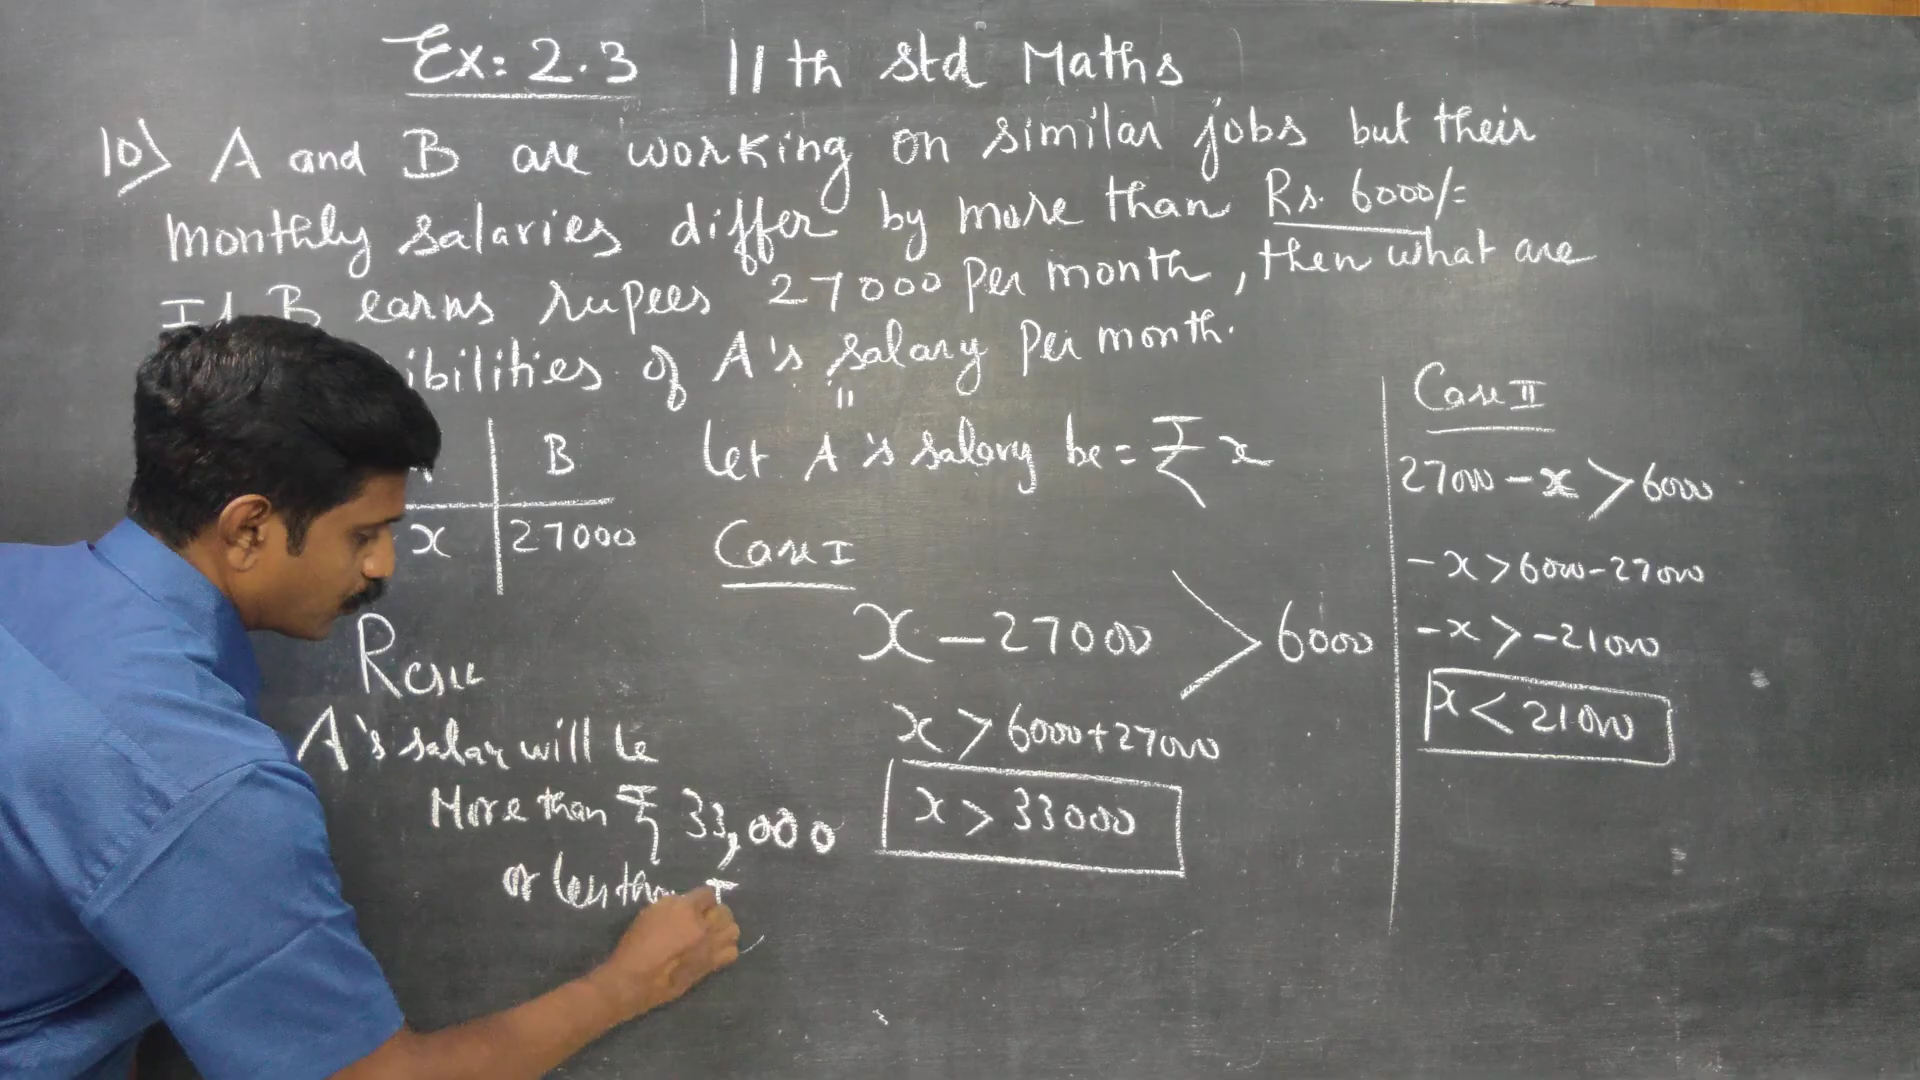 Ex: 2.3 11th std Maths
10) A and B are working on similar jobs but their
monthly salaries differ by more than Rs. 6000/=
If B earns rupees 27000 per month, then what are
ibilities of A's salary per month.
B
x 27000
Let A's salary be = ₹ x
Case I
x - 27000 > 6000
x > 6000+27000
x > 33000
Case II
27000 - x > 6000
-x > 6000-27000
-x > -21000
x < 21000
A's salar will be
More than ₹ 33,000
or less than ₹